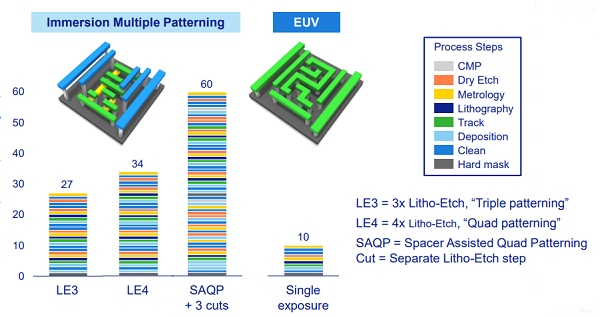 Immersion Multiple Patterning
EUV
Process Steps
CMP
Dry Etch
Metrology
Lithography
Track
Deposition
Clean
Hard mask
60
50
40
30
20
10
0
27
34
60
10
LE3
LE4
SAQP
+ 3 cuts
Single
exposure
LE3 = 3x Litho-Etch, “Triple patterning”
LE4 = 4x Litho-Etch, “Quad patterning”
SAQP = Spacer Assisted Quad Patterning
Cut = Separate Litho-Etch step